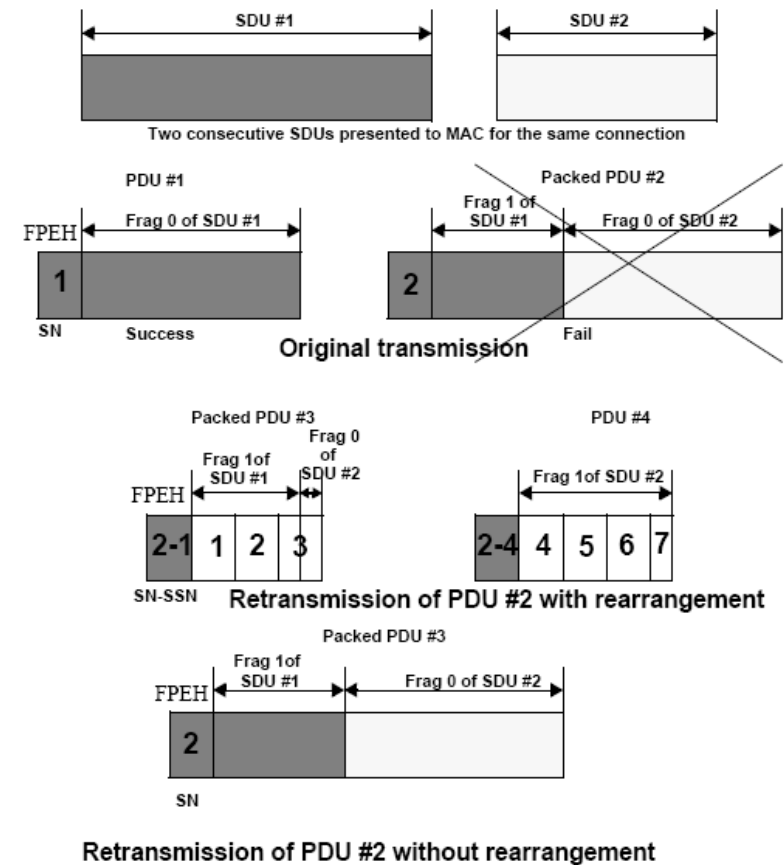 SDU #1
SDU #2
Two consecutive SDUs presented to MAC for the same connection
PDU #1
Packed PDU #2
FPEH
Frag 0 of SDU #1
Frag 1 of
SDU #1
Frag 0 of SDU #2
1
2
SN
Success
Fail
Original transmission
Packed PDU #3
PDU #4
FPEH
Frag 1of
SDU #1
Frag 0
of
SDU #2
Frag 1of SDU #2
2-1 1 2 3
2-4 4 5 6 7
SN-SSN
Retransmission of PDU #2 with rearrangement
Packed PDU #3
FPEH
Frag 1of
SDU #1
Frag 0 of SDU #2
2
SN
Retransmission of PDU #2 without rearrangement